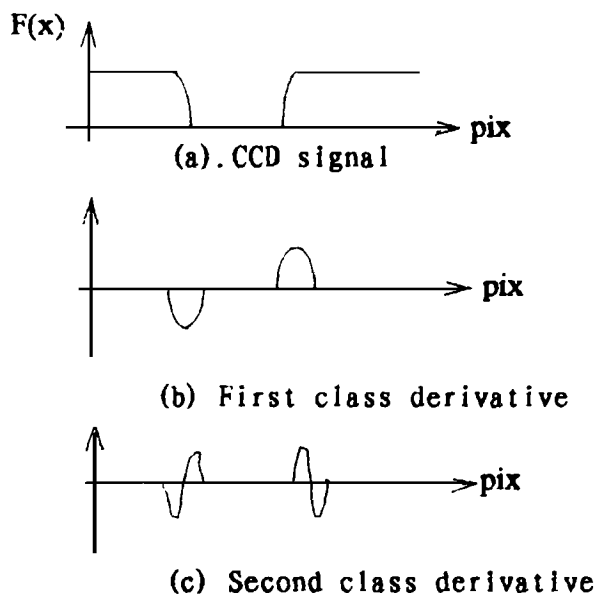 F(x)
pix
(a). CCD signal
pix
(b) First class derivative
pix
(c) Second class derivative